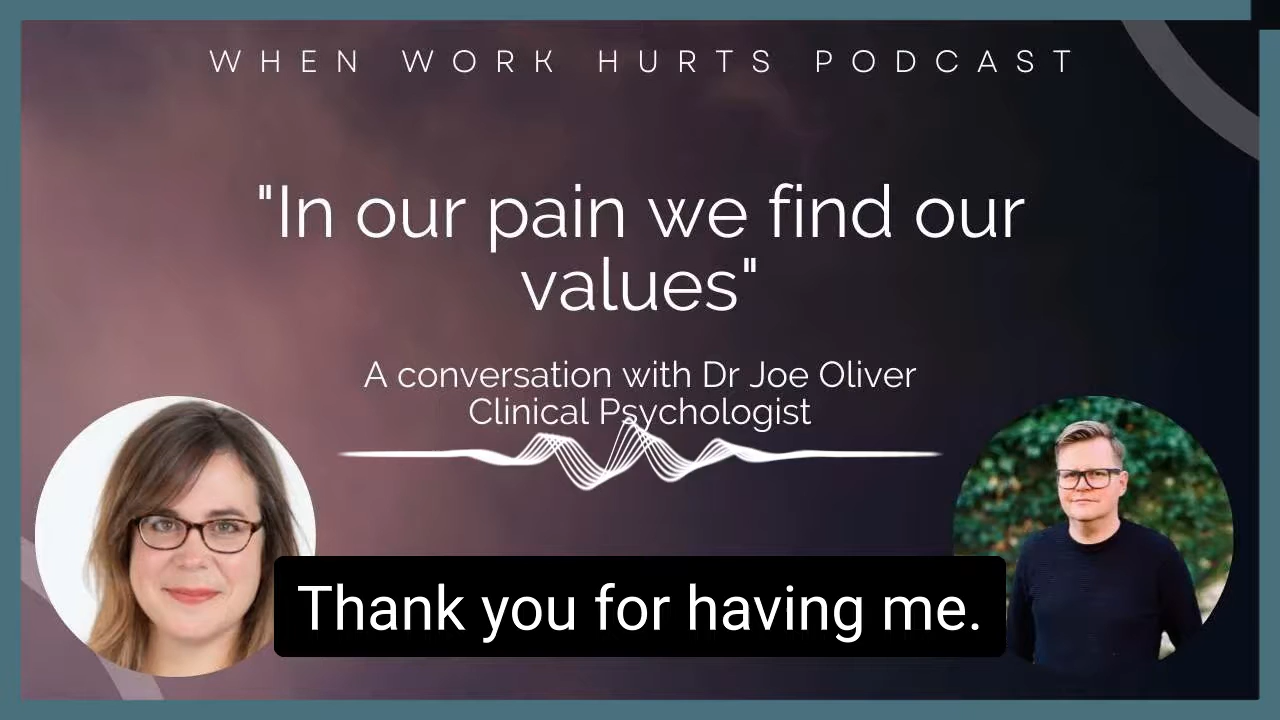 WHEN WORK HURTS PODCAST
"In our pain we find our
values"
A conversation with Dr Joe Oliver
Clinical Psychologist
Thank you for having me.